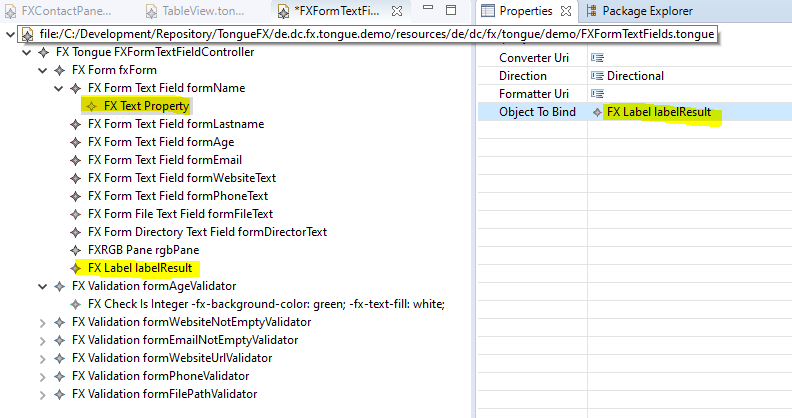 FXContactPane...
TableView.ton...
*FXFormTextFi...
Properties
Package Explorer
file:/C:/Development/Repository/TongueFX/de.dc.fx.tongue.demo/resources/de/dc/fx/tongue/demo/FXFormTextFields.tongue
FX Tongue FXFormTextFieldController
FX Form fxForm
FX Form Text Field formName
FX Text Property
FX Form Text Field formLastname
FX Form Text Field formAge
FX Form Text Field formEmail
FX Form Text Field formWebsiteText
FX Form Text Field formPhoneText
FX Form File Text Field formFileText
FX Form Directory Text Field formDirectorText
FXRGB Pane rgbPane
FX Label labelResult
FX Validation formAgeValidator
FX Check Is Integer -fx-background-color: green; -fx-text-fill: white;
FX Validation formWebsiteNotEmptyValidator
FX Validation formEmailNotEmptyValidator
FX Validation formWebsiteUrlValidator
FX Validation formPhoneValidator
FX Validation formFilePathValidator
Converter Uri
Direction Directional
Formatter Uri
Object To Bind FX Label labelResult